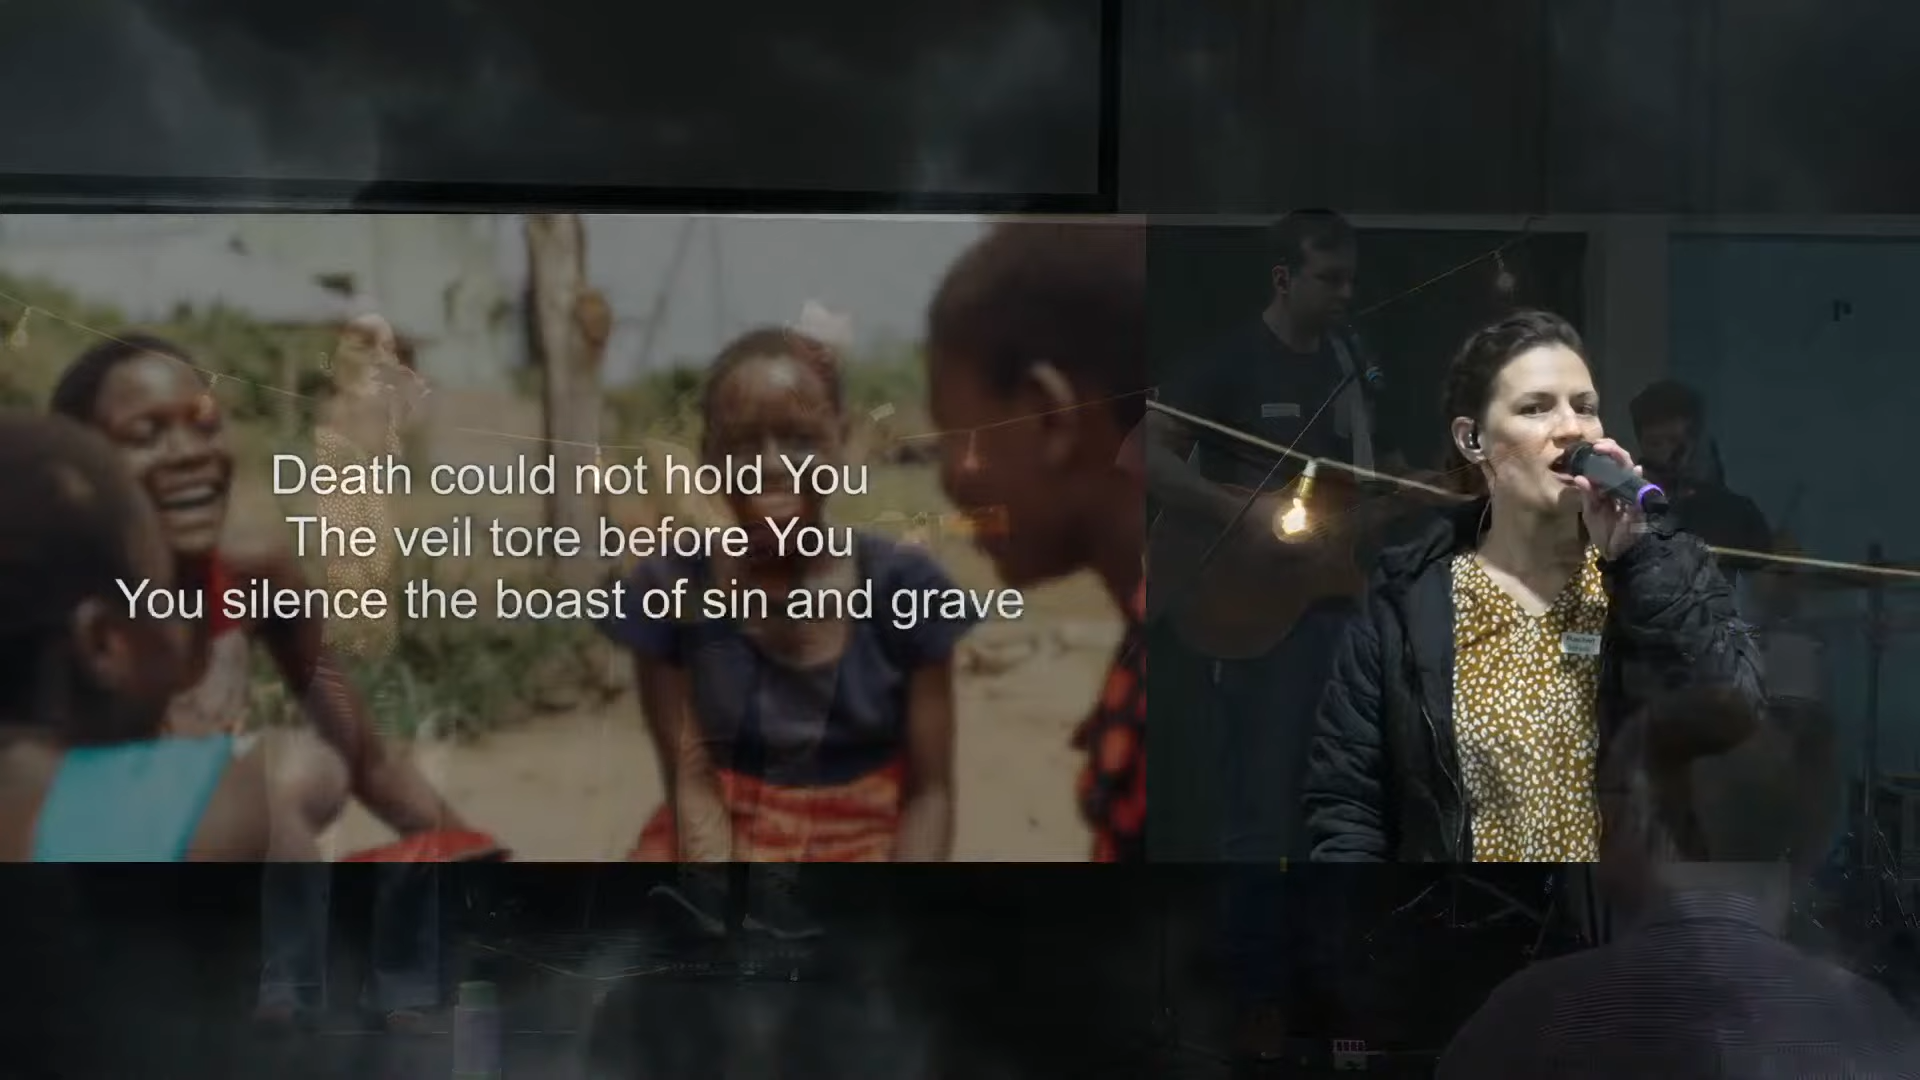 Death could not hold You
The veil tore before You
You silence the boast of sin and grave